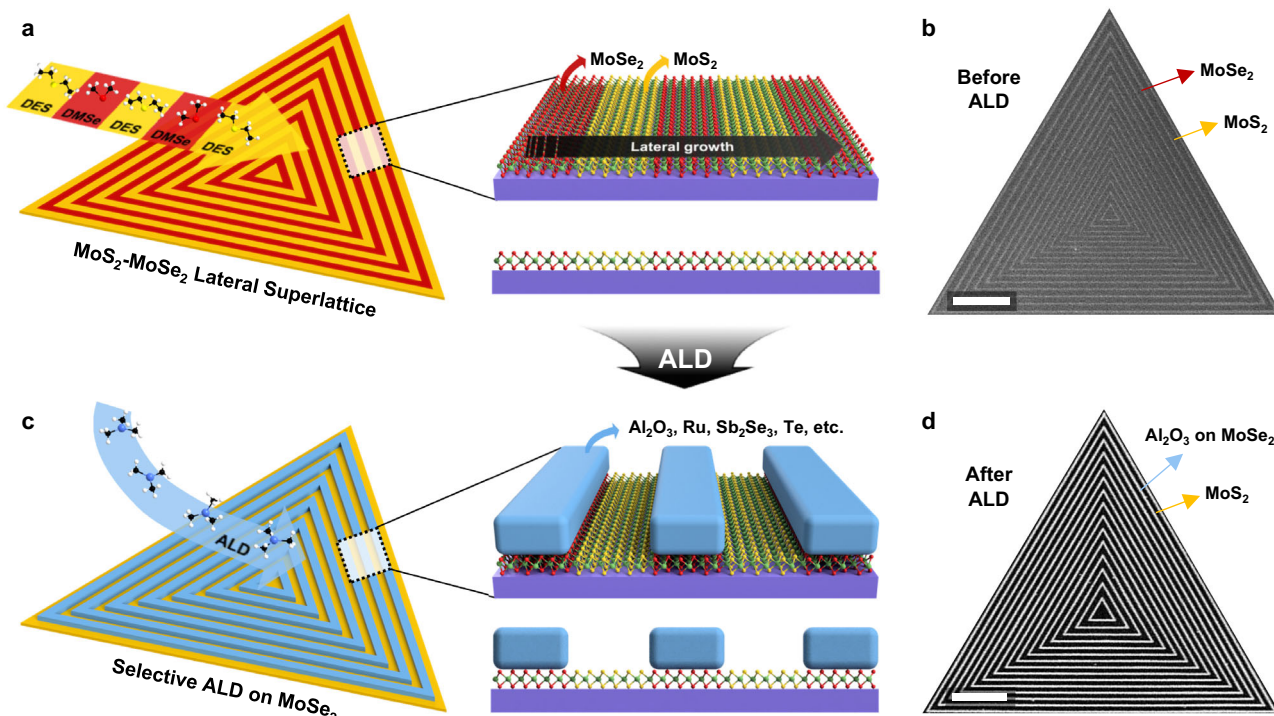 a
DES
DMSe
DES
DMSe
DES
MoS₂-MoSe₂ Lateral Superlattice
MoSe₂
MoS₂
Lateral growth
b
Before
ALD
MoSe₂
MoS₂
ALD
c
ALD
Selective ALD on MoSe₂
Al₂O₃, Ru, Sb₂Se₃, Te, etc.
d
After
ALD
Al₂O₃ on MoSe₂
MoS₂